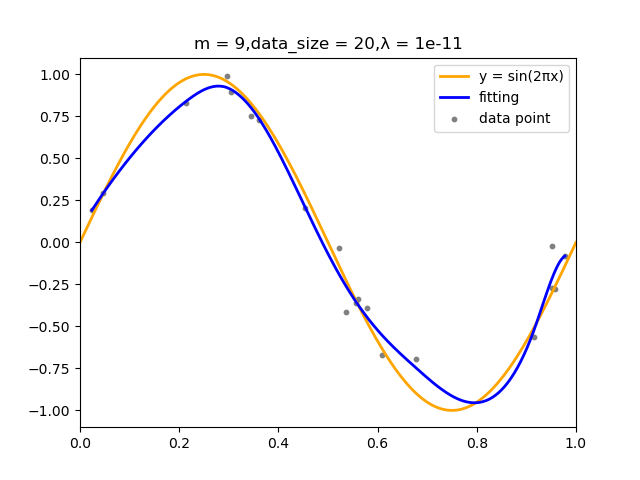 m = 9,data_size = 20,λ = 1e-11
y = sin(2πx)
fitting
data point
1.00
0.75
0.50
0.25
0.00
−0.25
−0.50
−0.75
−1.00
0.0 0.2 0.4 0.6 0.8 1.0